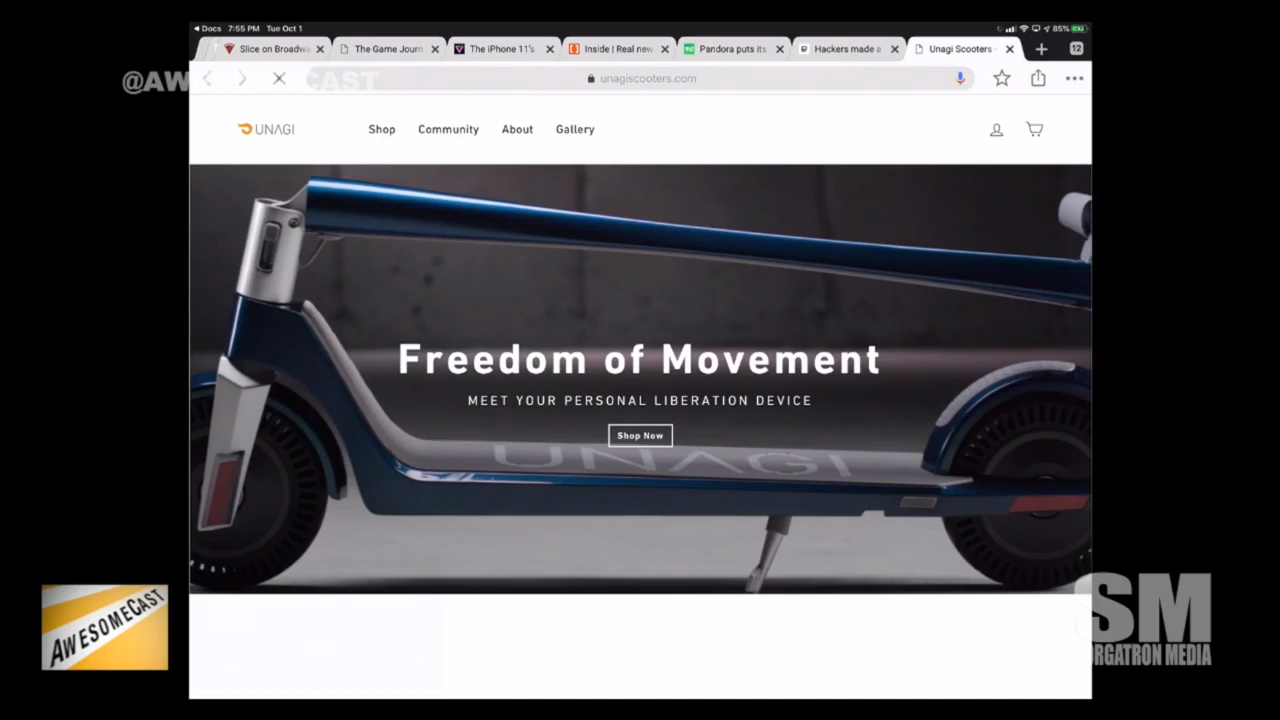 Docs 7:55 PM Tue Oct 1
85%
Slice on Broadwa
The Game Journ
The iPhone 11's
Inside | Real new
Pandora puts its
Hackers made a
Unagi Scooters -
12
@AW
CAST
unagiscooters.com
UNAGI
Shop
Community
About
Gallery
Freedom of Movement
MEET YOUR PERSONAL LIBERATION DEVICE
Shop Now
UNAGI
AWESOMECAST
SM
ORGATRON MEDIA